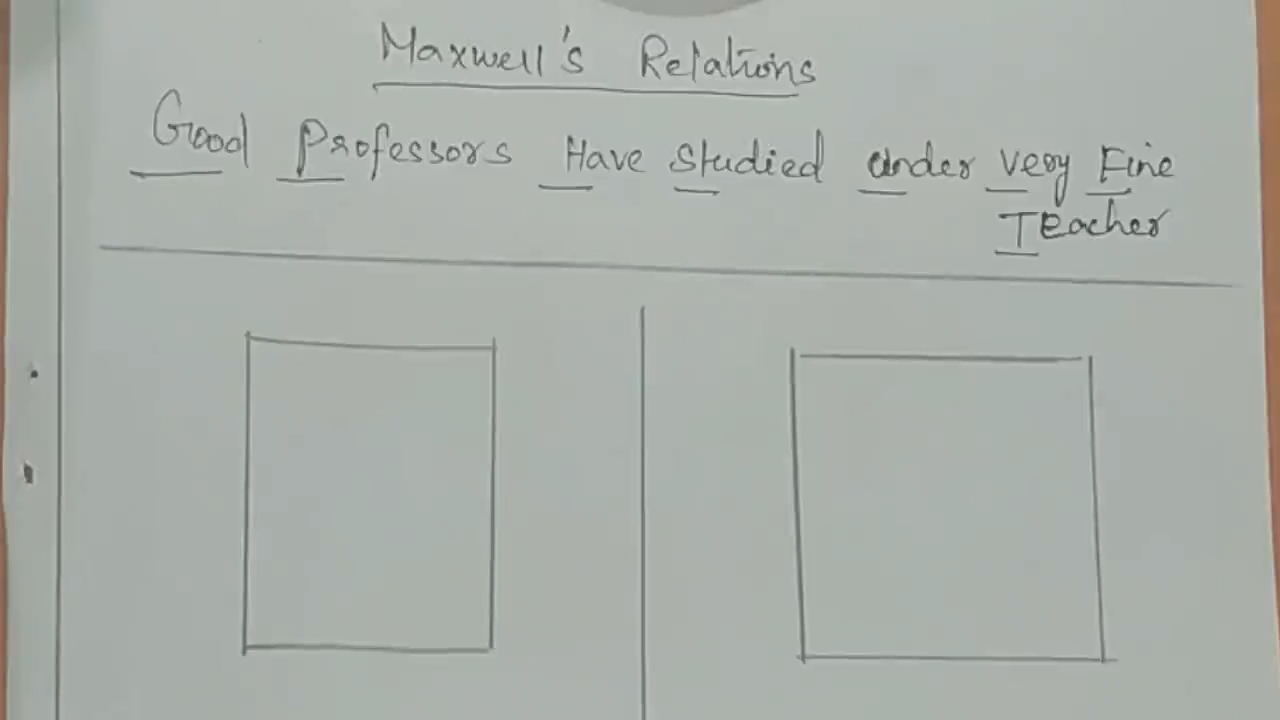 Maxwell's Relations
Good Professors Have Studied under very Fine
Teacher